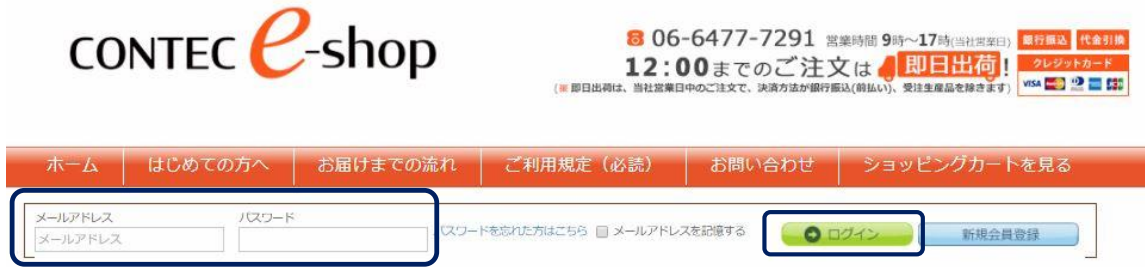 CONTEC e-shop
06-6477-7291 営業時間 9時～17時(当社営業日)
銀行振込 代金引換
12:00までのご注文は 即日出荷!
クレジットカード
(※ 即日出荷は、当社営業日中のご注文で、決済方法が銀行振込(前払い)、受注生産品を除きます)
VISA
ホーム はじめての方へ お届けまでの流れ ご利用規定（必読） お問い合わせ ショッピングカートを見る
メールアドレス パスワード
メールアドレス
パスワードを忘れた方はこちら メールアドレスを記憶する ログイン 新規会員登録